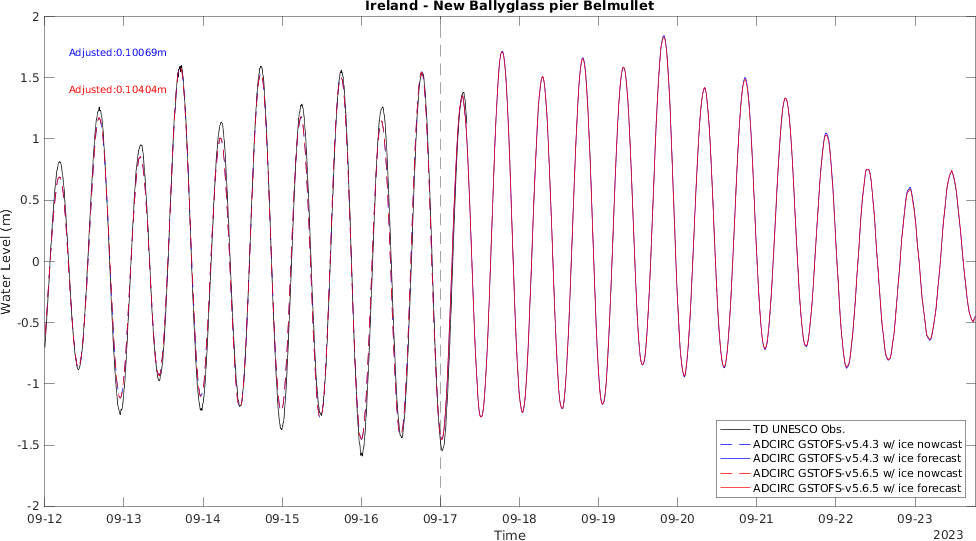 Ireland - New Ballyglass pier Belmullet
2
1.5
1
0.5
0
-0.5
-1
-1.5
-2
Water Level (m)
Adjusted:0.10069m
Adjusted:0.10404m
TD UNESCO Obs.
ADCIRC GSTOFS-v5.4.3 w/ ice nowcast
ADCIRC GSTOFS-v5.4.3 w/ ice forecast
ADCIRC GSTOFS-v5.6.5 w/ ice nowcast
ADCIRC GSTOFS-v5.6.5 w/ ice forecast
09-12 09-13 09-14 09-15 09-16 09-17 09-18 09-19 09-20 09-21 09-22 09-23
Time
2023